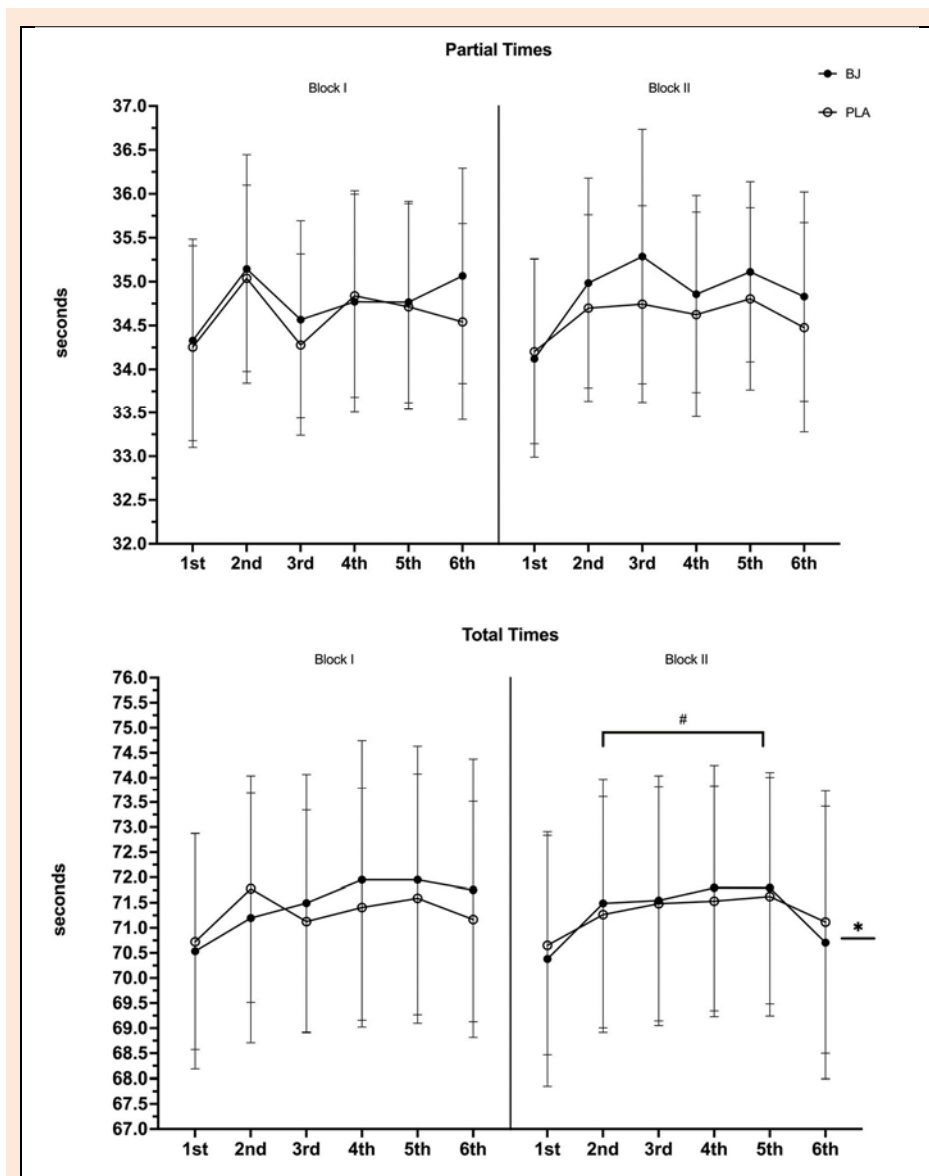 Partial Times
Block I
Block II
BJ
PLA
37.0
36.5
36.0
35.5
35.0
34.5
34.0
33.5
33.0
32.5
32.0
seconds
1st 2nd 3rd 4th 5th 6th
1st 2nd 3rd 4th 5th 6th
Total Times
Block I
Block II
76.0
75.5
75.0
74.5
74.0
73.5
73.0
72.5
72.0
71.5
71.0
70.5
70.0
69.5
69.0
68.5
68.0
67.5
67.0
seconds
#
*
1st 2nd 3rd 4th 5th 6th
1st 2nd 3rd 4th 5th 6th